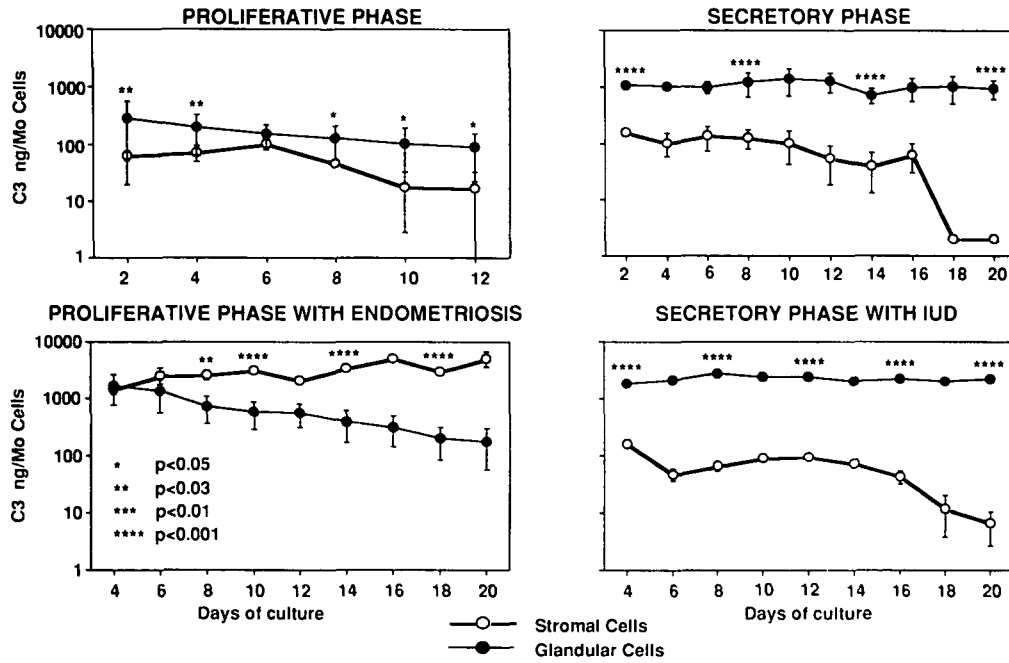 PROLIFERATIVE PHASE
SECRETORY PHASE
C3 ng/Mo Cells
10000
1000
100
10
1
** ** * * *
2 4 6 8 10 12
**** **** **** ****
2 4 6 8 10 12 14 16 18 20
PROLIFERATIVE PHASE WITH ENDOMETRIOSIS
SECRETORY PHASE WITH IUD
C3 ng/Mo Cells
10000
1000
100
10
1
** **** **** ****
* p<0.05
** p<0.03
*** p<0.01
**** p<0.001
4 6 8 10 12 14 16 18 20
Days of culture
**** **** **** **** ****
4 6 8 10 12 14 16 18 20
Days of culture
Stromal Cells
Glandular Cells